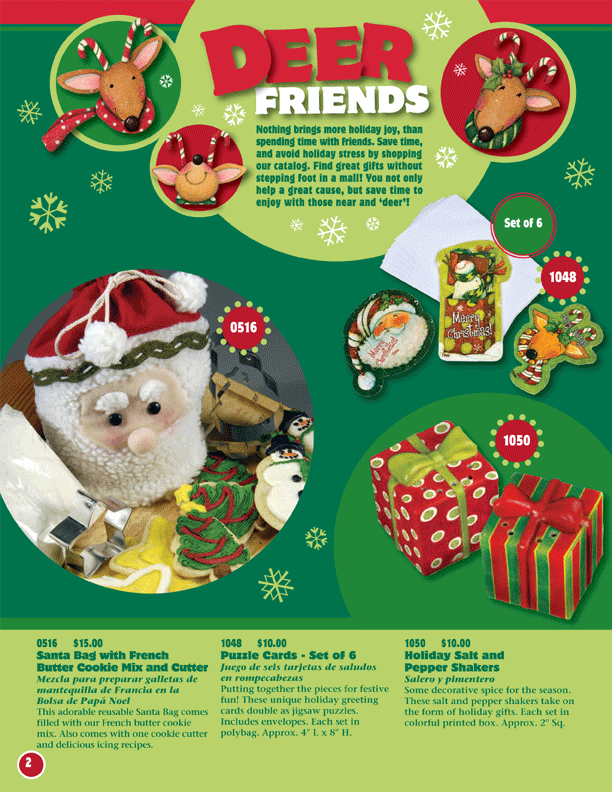 DEER
FRIENDS
Nothing brings more holiday joy, than
spending time with friends. Save time,
and avoid holiday stress by shopping
our catalog. Find great gifts without
stepping foot in a mall! You not only
help a great cause, but save time to
enjoy with those near and ‘deer’!
Set of 6
1048
0516
Merry
Christmas!
Merry
Christmas!
1050
0516 $15.00
Santa Bag with French
Butter Cookie Mix and Cutter
Mezcla para preparar galletas de
mantequilla de Francia en la
Bolsa de Papá Noel
This adorable reusable Santa Bag comes
filled with our French butter cookie
mix. Also comes with one cookie cutter
and delicious icing recipes.
1048 $10.00
Puzzle Cards - Set of 6
Juego de seis tarjetas de saludos
en rompecabezas
Putting together the pieces for festive
fun! These unique holiday greeting
cards double as jigsaw puzzles.
Includes envelopes. Each set in
polybag. Approx. 4" L x 8" H.
1050 $10.00
Holiday Salt and
Pepper Shakers
Salero y pimentero
Some decorative spice for the season.
These salt and pepper shakers take on
the form of holiday gifts. Each set in
colorful printed box. Approx. 2" Sq.
2